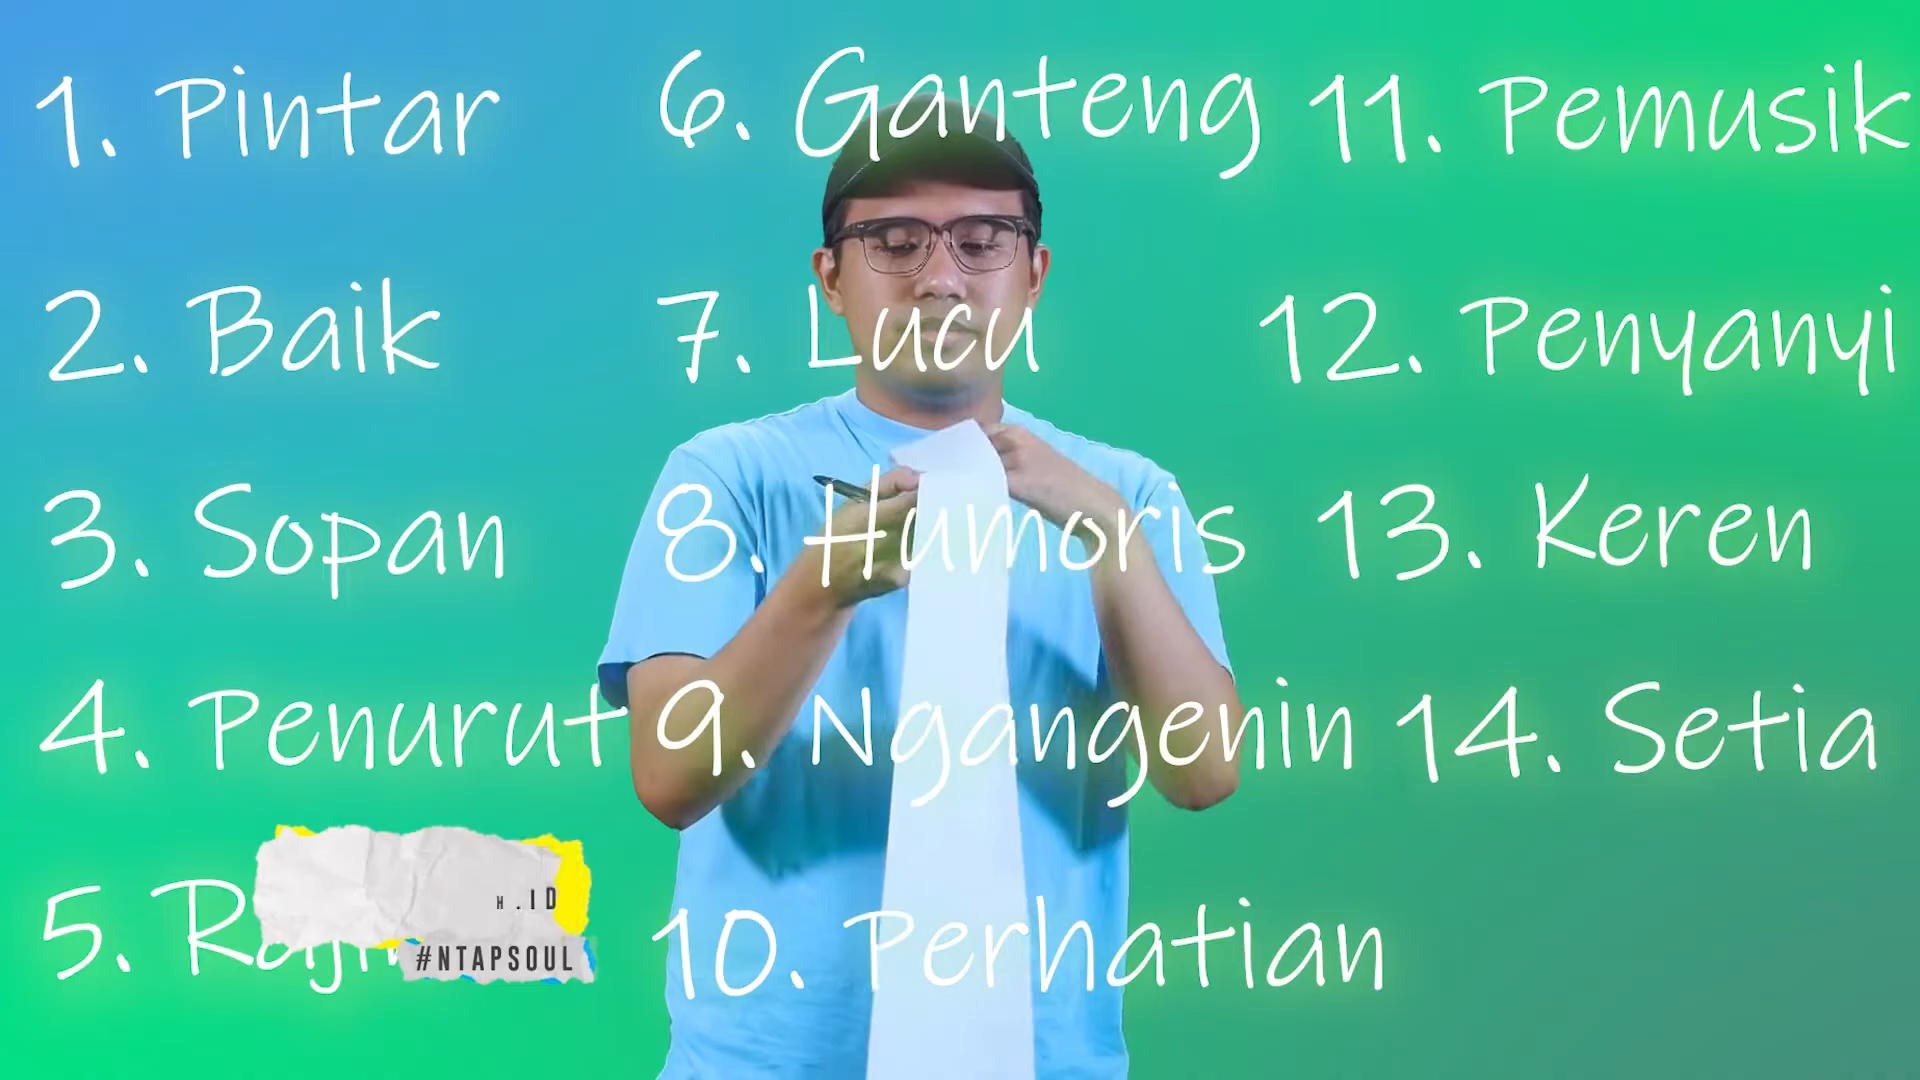 1. Pintar
2. Baik
3. Sopan
4. Penurut
5.
6. Ganteng
7. Lucu
8. Humoris
9. Ngangenin
10. Perhatian
11. Pemusik
12. Penyanyi
13. Keren
14. Setia
H.ID
#NTAPSOUL